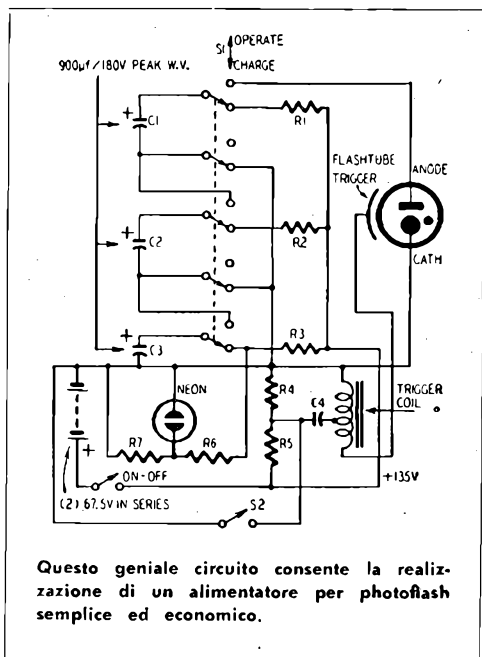 S1
OPERATE
CHARGE
900µf/180V PEAK W.V.
+
C1
R1
FLASHTUBE
TRIGGER
ANODE
+
C2
R2
CATH
+
C3
R3
NEON
R4
C4
TRIGGER
COIL
R7
R6
R5
+
ON-OFF
+135V
(2) 67.5V IN SERIES
S2
Questo geniale circuito consente la realiz-
zazione di un alimentatore per photoflash
semplice ed economico.